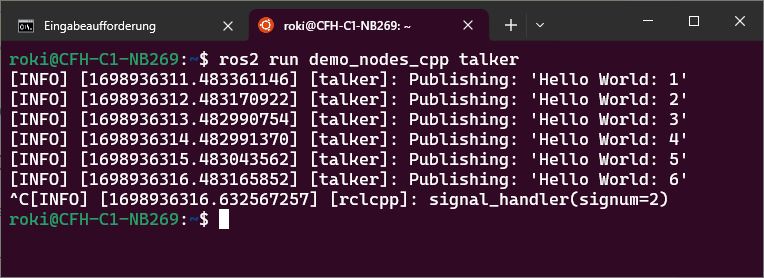 Eingabeaufforderung
roki@CFH-C1-NB269: ~
roki@CFH-C1-NB269:~$ ros2 run demo_nodes_cpp talker
[INFO] [1698936311.483361146] [talker]: Publishing: 'Hello World: 1'
[INFO] [1698936312.483170922] [talker]: Publishing: 'Hello World: 2'
[INFO] [1698936313.482990754] [talker]: Publishing: 'Hello World: 3'
[INFO] [1698936314.482991370] [talker]: Publishing: 'Hello World: 4'
[INFO] [1698936315.483043562] [talker]: Publishing: 'Hello World: 5'
[INFO] [1698936316.483165852] [talker]: Publishing: 'Hello World: 6'
^C[INFO] [1698936316.632567257] [rclcpp]: signal_handler(signum=2)
roki@CFH-C1-NB269:~$